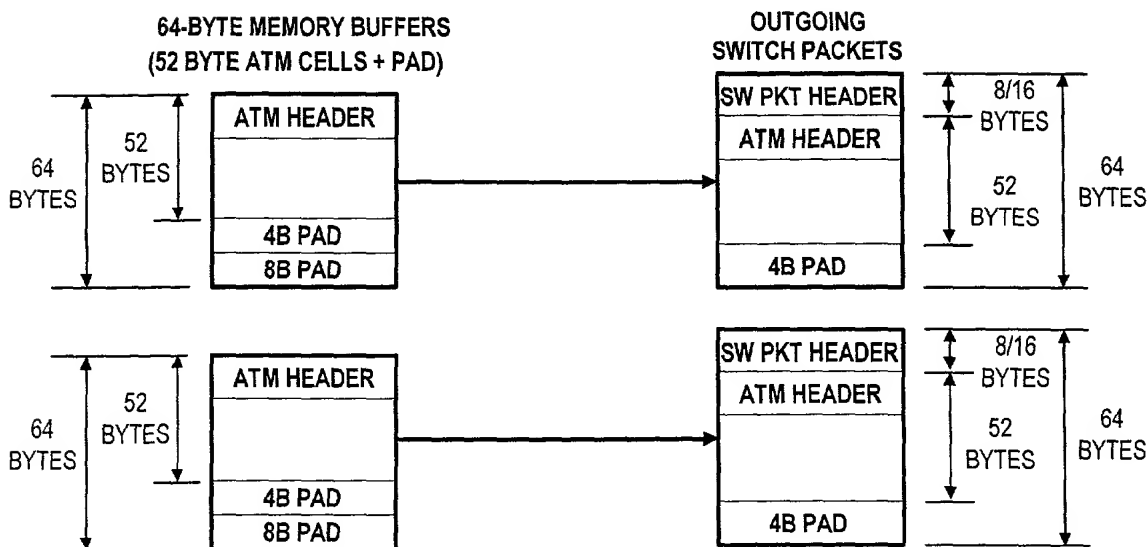 64-BYTE MEMORY BUFFERS
(52 BYTE ATM CELLS + PAD)
OUTGOING
SWITCH PACKETS
64
BYTES
52
BYTES
ATM HEADER
4B PAD
8B PAD
SW PKT HEADER
ATM HEADER
4B PAD
8/16
BYTES
52
BYTES
64
BYTES
64
BYTES
52
BYTES
ATM HEADER
4B PAD
8B PAD
SW PKT HEADER
ATM HEADER
4B PAD
8/16
BYTES
52
BYTES
64
BYTES